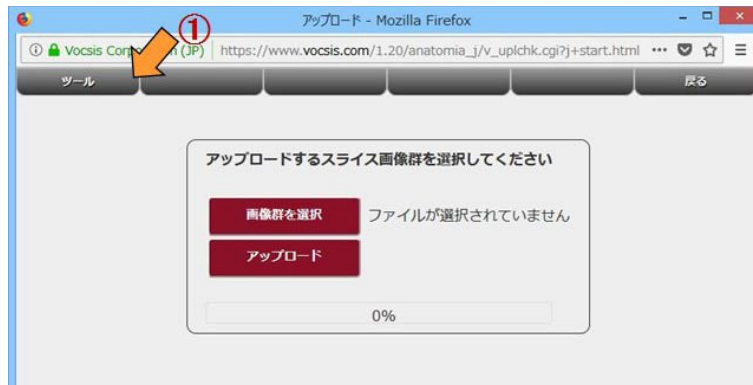 アップロード - Mozilla Firefox
①
Vocsis Corporation (JP) https://www.vocsis.com/1.20/anatomia_j/v_uplchk.cgi?j+start.html
ツール 戻る
アップロードするスライス画像群を選択してください
画像群を選択 ファイルが選択されていません
アップロード
0%